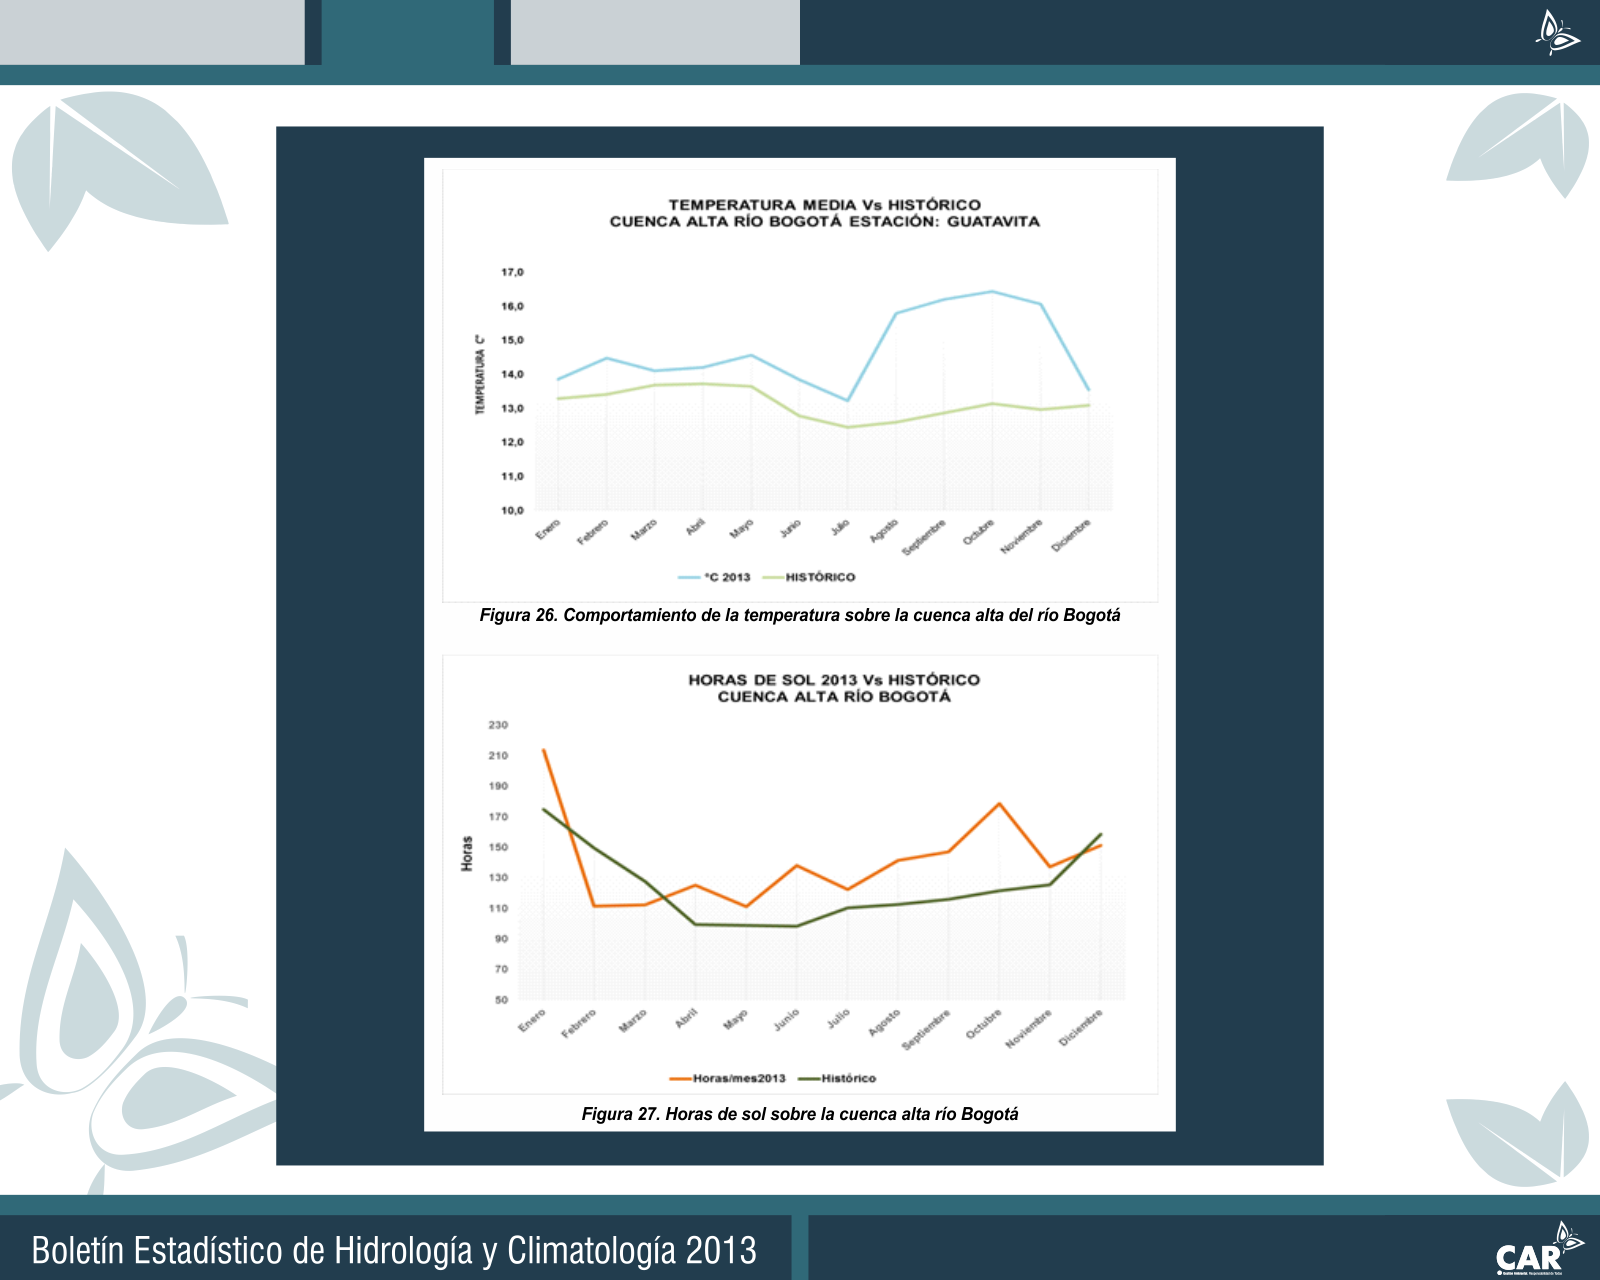 TEMPERATURA MEDIA Vs HISTÓRICO
CUENCA ALTA RÍO BOGOTÁ ESTACIÓN: GUATAVITA
TEMPERATURA C°
17,0
16,0
15,0
14,0
13,0
12,0
11,0
10,0
Enero
Febrero
Marzo
Abril
Mayo
Junio
Julio
Agosto
Septiembre
Octubre
Noviembre
Diciembre
°C 2013
HISTÓRICO
Figura 26. Comportamiento de la temperatura sobre la cuenca alta del río Bogotá
HORAS DE SOL 2013 Vs HISTÓRICO
CUENCA ALTA RÍO BOGOTÁ
Horas
230
210
190
170
150
130
110
90
70
50
Enero
Febrero
Marzo
Abril
Mayo
Junio
Julio
Agosto
Septiembre
Octubre
Noviembre
Diciembre
Horas/mes2013
Histórico
Figura 27. Horas de sol sobre la cuenca alta río Bogotá
Boletín Estadístico de Hidrología y Climatología 2013
CAR